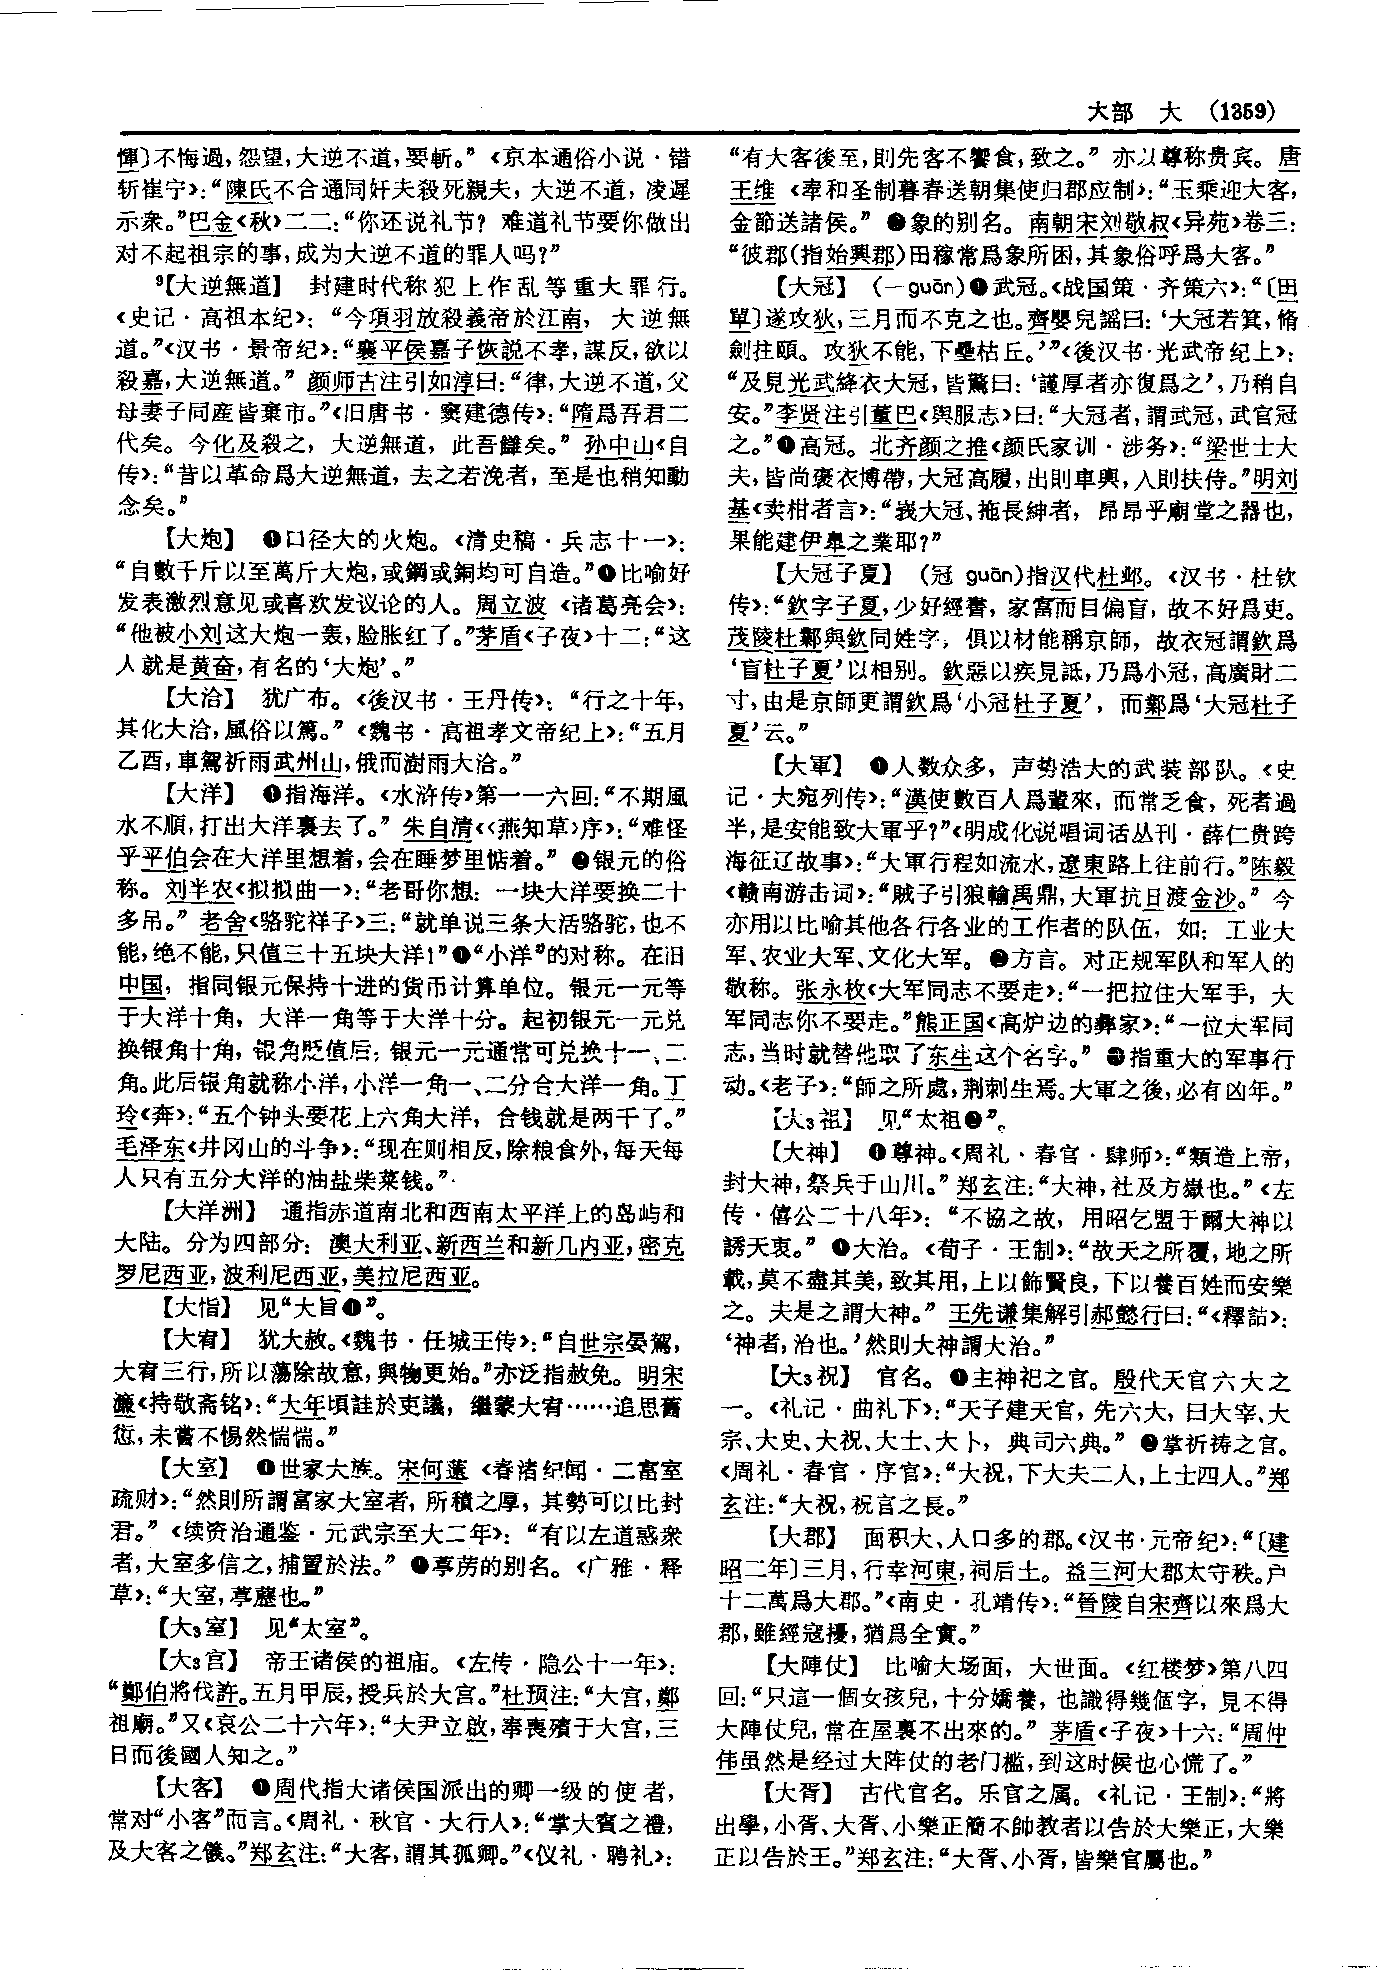 大部　大　(1359)
惲〕不悔過，怨望，大逆不道，要斬。”《京本通俗小说·错
斩崔宁》：“陳氏不合通同奸夫殺死親夫，大逆不道，凌遲
示衆。”巴金《秋》二二：“你还说礼节？难道礼节要你做出
对不起祖宗的事，成为大逆不道的罪人吗？”
9【大逆無道】　封建时代称犯上作乱等重大罪行。
《史记·高祖本纪》：“今項羽放殺義帝於江南，大逆無
道。”《汉书·景帝纪》：“襄平侯嘉子恢説不孝，謀反，欲以
殺嘉，大逆無道。”颜师古注引如淳曰：“律，大逆不道，父
母妻子同産皆棄市。”《旧唐书·窦建德传》：“隋爲吾君二
代矣。今化及殺之，大逆無道，此吾讎矣。”孙中山《自
传》：“昔以革命爲大逆無道，去之若浼者，至是也稍知動
念矣。”
【大炮】　❶口径大的火炮。《清史稿·兵志十一》：
“自數千斤以至萬斤大炮，或鋼或銅均可自造。”❷比喻好
发表激烈意见或喜欢发议论的人。周立波《诸葛亮会》：
“他被小刘这大炮一轰，脸胀红了。”茅盾《子夜》十二：“这
人就是黄奋，有名的‘大炮’。”
【大洽】　犹广布。《後汉书·王丹传》：“行之十年，
其化大洽，風俗以篤。”《魏书·高祖孝文帝纪上》：“五月
乙酉，車駕祈雨武州山，俄而澍雨大洽。”
【大洋】　❶指海洋。《水浒传》第一一六回：“不期風
水不順，打出大洋裏去了。”朱自清《〈燕知草〉序》：“难怪
乎平伯会在大洋里想着，会在睡梦里惦着。”❷银元的俗
称。刘半农《拟拟曲一》：“老哥你想：一块大洋要换二十
多吊。”老舍《骆驼祥子》三：“就单说三条大活骆驼，也不
能，绝不能，只值三十五块大洋！”❸“小洋”的对称。在旧
中国，指同银元保持十进的货币计算单位。银元一元等
于大洋十角，大洋一角等于大洋十分。起初银元一元兑
换银角十角，银角贬值后，银元一元通常可兑换十一、二
角。此后银角就称小洋，小洋一角一、二分合大洋一角。丁
玲《奔》：“五个钟头要花上六角大洋，合钱就是两千了。”
毛泽东《井冈山的斗争》：“现在则相反，除粮食外，每天每
人只有五分大洋的油盐柴菜钱。”
【大洋洲】　通指赤道南北和西南太平洋上的岛屿和
大陆。分为四部分：澳大利亚、新西兰和新几内亚，密克
罗尼西亚，波利尼西亚，美拉尼西亚。
【大恉】　见“大旨❶”。
【大宥】　犹大赦。《魏书·任城王传》：“自世宗晏駕，
大宥三行，所以蕩除故意，與物更始。”亦泛指赦免。明宋
濂《持敬斋铭》：“大年頃詿於吏議，繼蒙大宥……追思舊
愆，未嘗不惕然惴惴。”
【大室】　❶世家大族。宋何薳《春渚纪闻·二富室
疏财》：“然則所謂富家大室者，所積之厚，其勢可以比封
君。”《续资治通鉴·元武宗至大二年》：“有以左道惑衆
者，大室多信之，捕置於法。”❷葶苈的别名。《广雅·释
草》：“大室，葶藶也。”
【大3室】　见“太室”。
【大3宫】　帝王诸侯的祖庙。《左传·隐公十一年》：
“鄭伯將伐許。五月甲辰，授兵於大宫。”杜预注：“大宫，鄭
祖廟。”又《哀公二十六年》：“大尹立啟，奉喪殯于大宫，三
日而後國人知之。”
【大客】　❶周代指大诸侯国派出的卿一级的使者，
常对“小客”而言。《周礼·秋官·大行人》：“掌大賓之禮，
及大客之儀。”郑玄注：“大客，謂其孤卿。”《仪礼·聘礼》：
“有大客後至，則先客不饗食，致之。”亦以尊称贵宾。唐
王维《奉和圣制暮春送朝集使归郡应制》：“玉乘迎大客，
金節送諸侯。”❷象的别名。南朝宋刘敬叔《异苑》卷三：
“彼郡（指始興郡）田稼常爲象所困，其象俗呼爲大客。”
【大冠】　（—guān）❶武冠。《战国策·齐策六》：“〔田
單〕遂攻狄，三月而不克之也。齊嬰兒謡曰：‘大冠若箕，脩
劍拄頤。攻狄不能，下壘枯丘。’”《後汉书·光武帝纪上》：
“及見光武絳衣大冠，皆驚曰：‘謹厚者亦復爲之’，乃稍自
安。”李贤注引董巴《舆服志》曰：“大冠者，謂武冠，武官冠
之。”❷高冠。北齐颜之推《颜氏家训·涉务》：“梁世士大
夫，皆尚褒衣博帶，大冠高履，出則車輿，入則扶侍。”明刘
基《卖柑者言》：“峩大冠、拖長紳者，昂昂乎廟堂之器也，
果能建伊臯之業耶？”
【大冠子夏】　（冠 guān）指汉代杜邺。《汉书·杜钦
传》：“欽字子夏，少好經書，家富而目偏盲，故不好爲吏。
茂陵杜鄴與欽同姓字，俱以材能稱京師，故衣冠謂欽爲
‘盲杜子夏’以相别。欽惡以疾見詆，乃爲小冠，高廣財二
寸，由是京師更謂欽爲‘小冠杜子夏’，而鄴爲‘大冠杜子
夏’云。”
【大軍】　❶人数众多，声势浩大的武装部队。《史
记·大宛列传》：“漢使數百人爲輩來，而常乏食，死者過
半，是安能致大軍乎？”《明成化说唱词话丛刊·薛仁贵跨
海征辽故事》：“大軍行程如流水，遼東路上往前行。”陈毅
《赣南游击词》：“賊子引狼輸禹鼎，大軍抗日渡金沙。”今
亦用以比喻其他各行各业的工作者的队伍，如：工业大
军、农业大军、文化大军。❷方言。对正规军队和军人的
敬称。张永枚《大军同志不要走》：“一把拉住大军手，大
军同志你不要走。”熊正国《高炉边的彝家》：“一位大军同
志，当时就替他取了东生这个名字。”❸指重大的军事行
动。《老子》：“師之所處，荆刺生焉。大軍之後，必有凶年。”
【大3祖】　见“太祖❷”。
【大神】　❶尊神。《周礼·春官·肆师》：“類造上帝，
封大神，祭兵于山川。”郑玄注：“大神，社及方嶽也。”《左
传·僖公二十八年》：“不協之故，用昭乞盟于爾大神以
誘天衷。”❷大治。《荀子·王制》：“故天之所覆，地之所
載，莫不盡其美，致其用，上以飾賢良，下以養百姓而安樂
之。夫是之謂大神。”王先谦集解引郝懿行曰：“《釋詁》：
‘神者，治也。’然則大神謂大治。”
【大3祝】　官名。❶主神祀之官。殷代天官六大之
一。《礼记·曲礼下》：“天子建天官，先六大，曰大宰、大
宗、大史、大祝、大士、大卜，典司六典。”❷掌祈祷之官。
《周礼·春官·序官》：“大祝，下大夫二人，上士四人。”郑
玄注：“大祝，祝官之長。”
【大郡】　面积大、人口多的郡。《汉书·元帝纪》：“〔建
昭二年〕三月，行幸河東，祠后土。益三河大郡太守秩。户
十二萬爲大郡。”《南史·孔靖传》：“晉陵自宋齊以來爲大
郡，雖經寇擾，猶爲全實。”
【大陣仗】　比喻大场面，大世面。《红楼梦》第八四
回：“只這一個女孩兒，十分嬌養，也識得幾個字，見不得
大陣仗兒，常在屋裏不出來的。”茅盾《子夜》十六：“周仲
伟虽然是经过大阵仗的老门槛，到这时候也心慌了。”
【大胥】　古代官名。乐官之属。《礼记·王制》：“將
出學，小胥、大胥、小樂正簡不帥教者以告於大樂正，大樂
正以告於王。”郑玄注：“大胥、小胥，皆樂官屬也。”